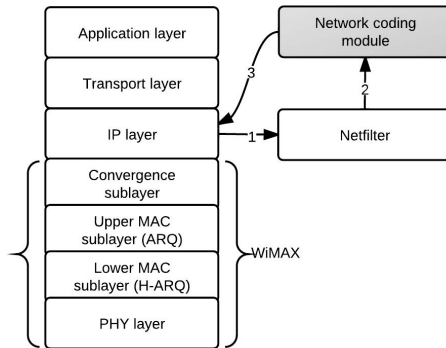 Application layer
Transport layer
IP layer
Convergence
sublayer
Upper MAC
sublayer (ARQ)
Lower MAC
sublayer (H-ARQ)
PHY layer
WiMAX
Network coding
module
Netfilter
1
2
3